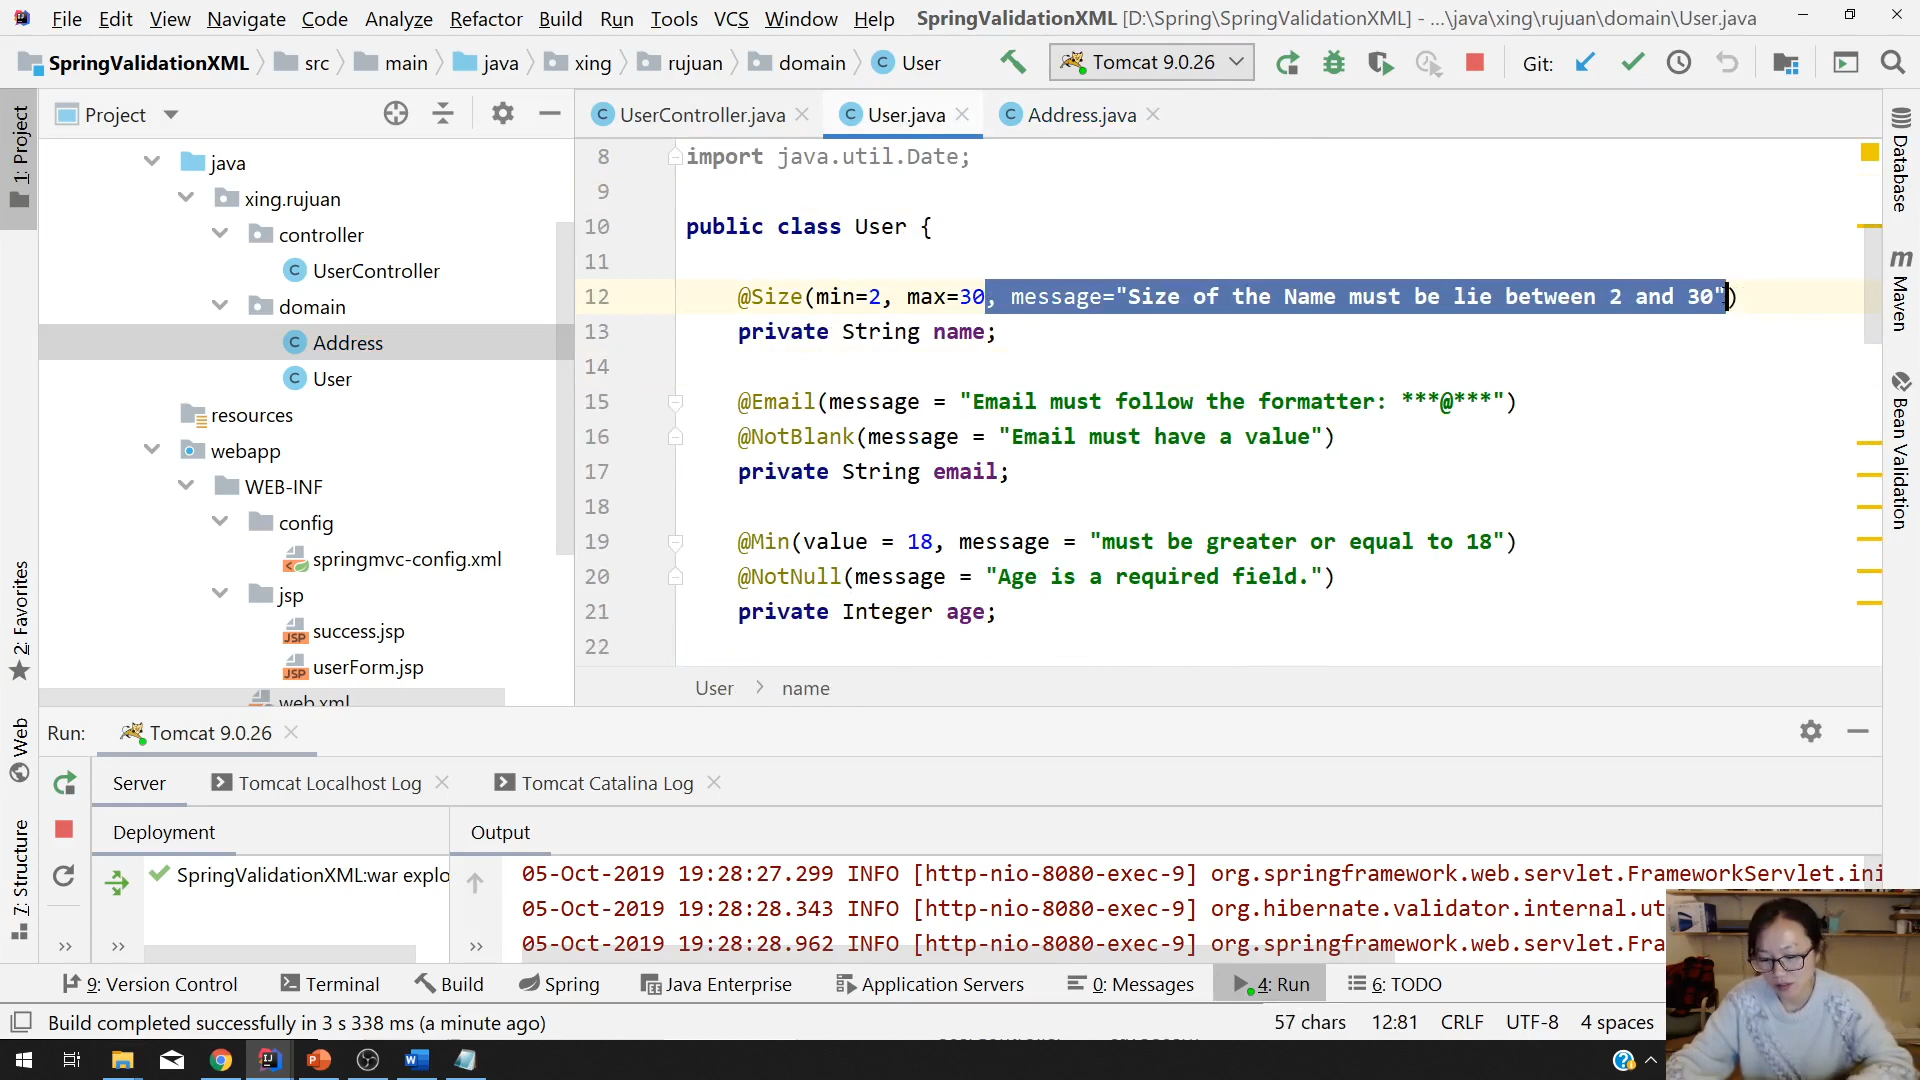 File Edit View Navigate Code Analyze Refactor Build Run Tools VCS Window Help SpringValidationXML [D:\Spring\SpringValidationXML] - ...\java\xing\rujuan\domain\User.java
SpringValidationXML src main java xing rujuan domain User Tomcat 9.0.26 Git:
Project
UserController.java User.java Address.java
1: Project
2: Favorites
Web
7: Structure
java
xing.rujuan
controller
UserController
domain
Address
User
resources
webapp
WEB-INF
config
springmvc-config.xml
jsp
success.jsp
userForm.jsp
web.xml
8 import java.util.Date;
9
10 public class User {
11
12 @Size(min=2, max=30, message="Size of the Name must be lie between 2 and 30")
13 private String name;
14
15 @Email(message = "Email must follow the formatter: ***@***")
16 @NotBlank(message = "Email must have a value")
17 private String email;
18
19 @Min(value = 18, message = "must be greater or equal to 18")
20 @NotNull(message = "Age is a required field.")
21 private Integer age;
22
User > name
Database
Maven
Bean Validation
Run: Tomcat 9.0.26
Server Tomcat Localhost Log Tomcat Catalina Log
Deployment Output
SpringValidationXML:war explo
05-Oct-2019 19:28:27.299 INFO [http-nio-8080-exec-9] org.springframework.web.servlet.FrameworkServlet.ini
05-Oct-2019 19:28:28.343 INFO [http-nio-8080-exec-9] org.hibernate.validator.internal.ut
05-Oct-2019 19:28:28.962 INFO [http-nio-8080-exec-9] org.springframework.web.servlet.Fra
9: Version Control Terminal Build Spring Java Enterprise Application Servers 0: Messages 4: Run 6: TODO
Build completed successfully in 3 s 338 ms (a minute ago) 57 chars 12:81 CRLF UTF-8 4 spaces